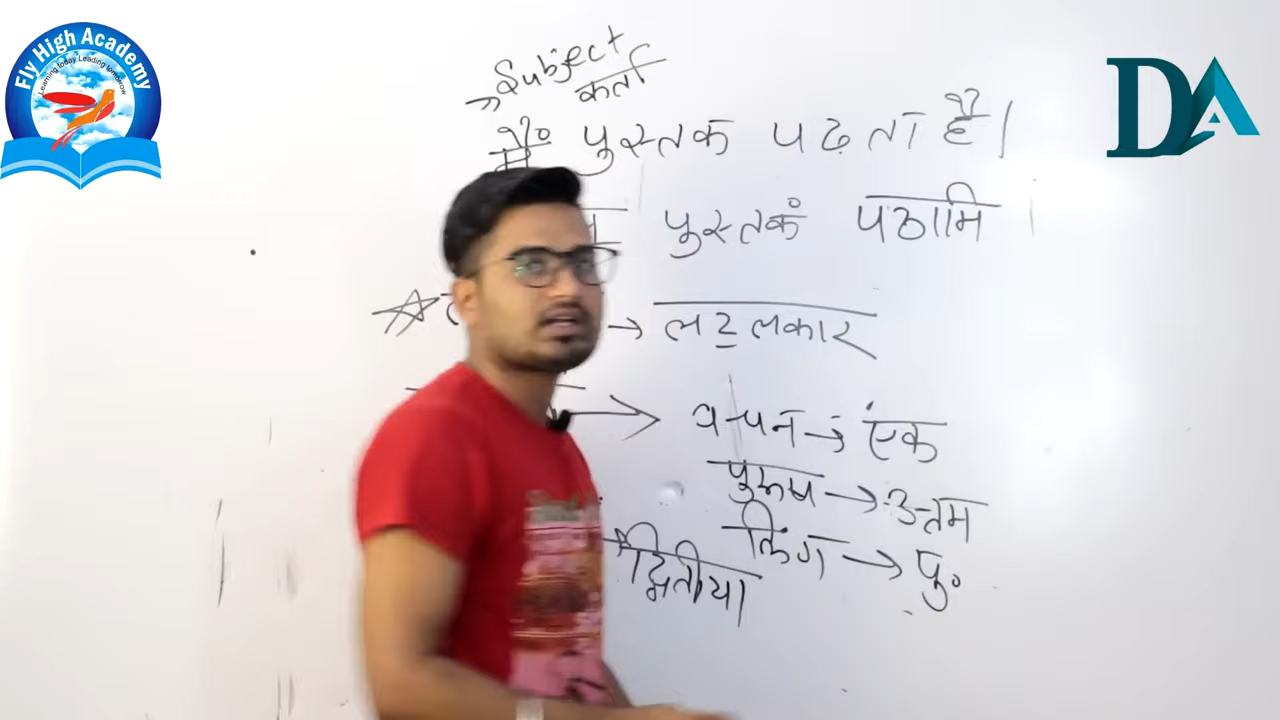 Fly High Academy
Learning today Leading tomorrow
DA
Subject
कर्ता
मैं पुस्तक पढता हैं।
पुस्तकं पठामि।
→ लट् लकार
वचन → एक
पुरूष → उत्तम
लिंग → पु०
द्वितीया